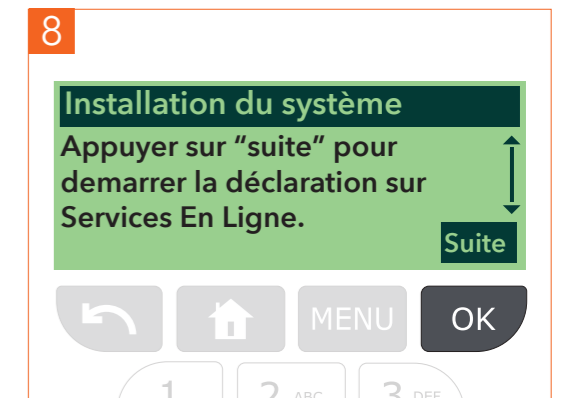 8
Installation du système
Appuyer sur “suite” pour
demarrer la déclaration sur
Services En Ligne.
Suite
MENU OK
1 2 ABC 3 DEF